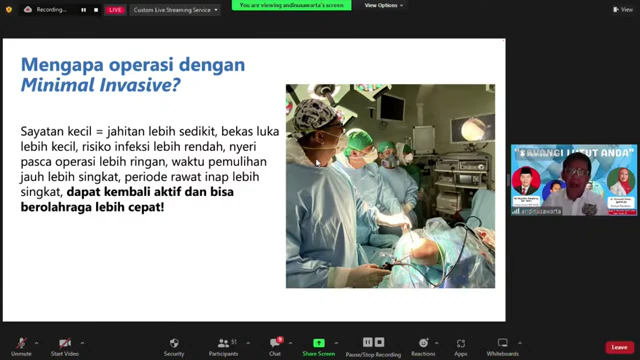 Recording...
LIVE
Custom Live Streaming Service
You are viewing andinusawarta's screen
View Options
View
Mengapa operasi dengan
Minimal Invasive?
Sayatan kecil = jahitan lebih sedikit, bekas luka
lebih kecil, risiko infeksi lebih rendah, nyeri
pasca operasi lebih ringan, waktu pemulihan
jauh lebih singkat, periode rawat inap lebih
singkat, dapat kembali aktif dan bisa
berolahraga lebih cepat!
LUTUT ANDA
andinusawarta
Unmute
Start Video
Security
Participants
51
Chat
Share Screen
Pause/Stop Recording
Reactions
Apps
Whiteboards
Leave